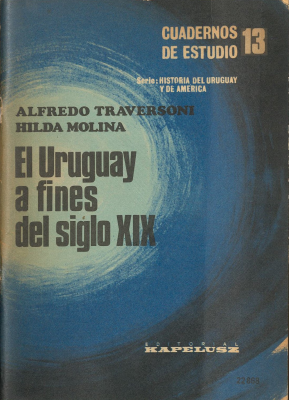 CUADERNOS
DE ESTUDIO 13
Serie: HISTORIA DEL URUGUAY
Y DE AMERICA
ALFREDO TRAVERSONI
HILDA MOLINA
El Uruguay
a fines
del siglo XIX
EDITORIAL
KAPELUSZ